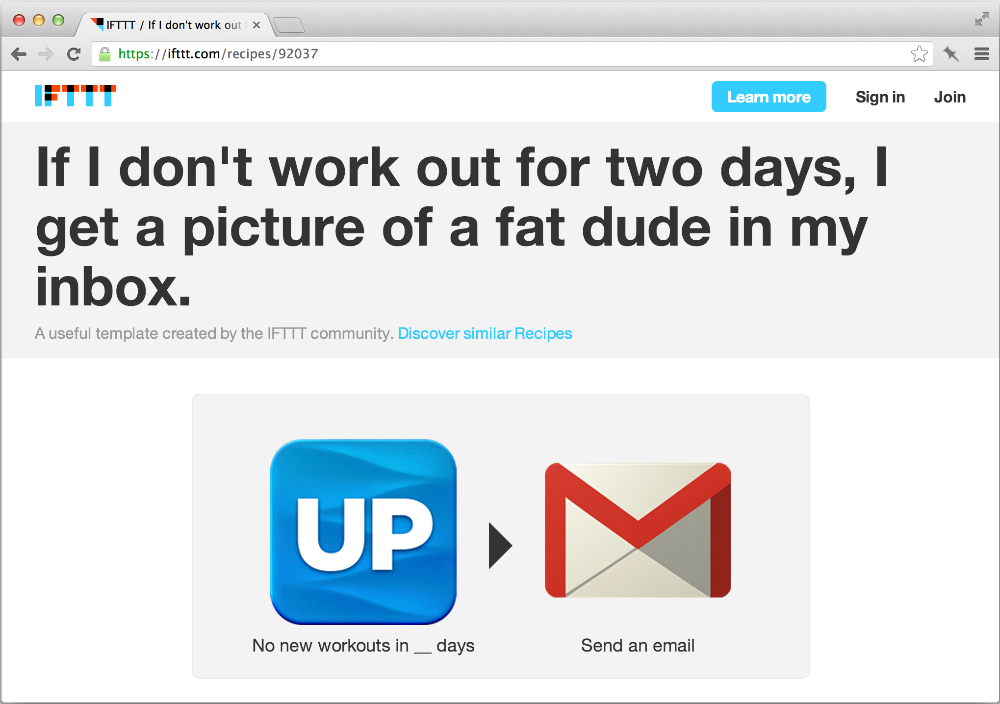 IFTTT / If I don't work out
https://ifttt.com/recipes/92037
IFTTT
Learn more
Sign in
Join
If I don't work out for two days, I
get a picture of a fat dude in my
inbox.
A useful template created by the IFTTT community. Discover similar Recipes
UP
No new workouts in __ days
Send an email